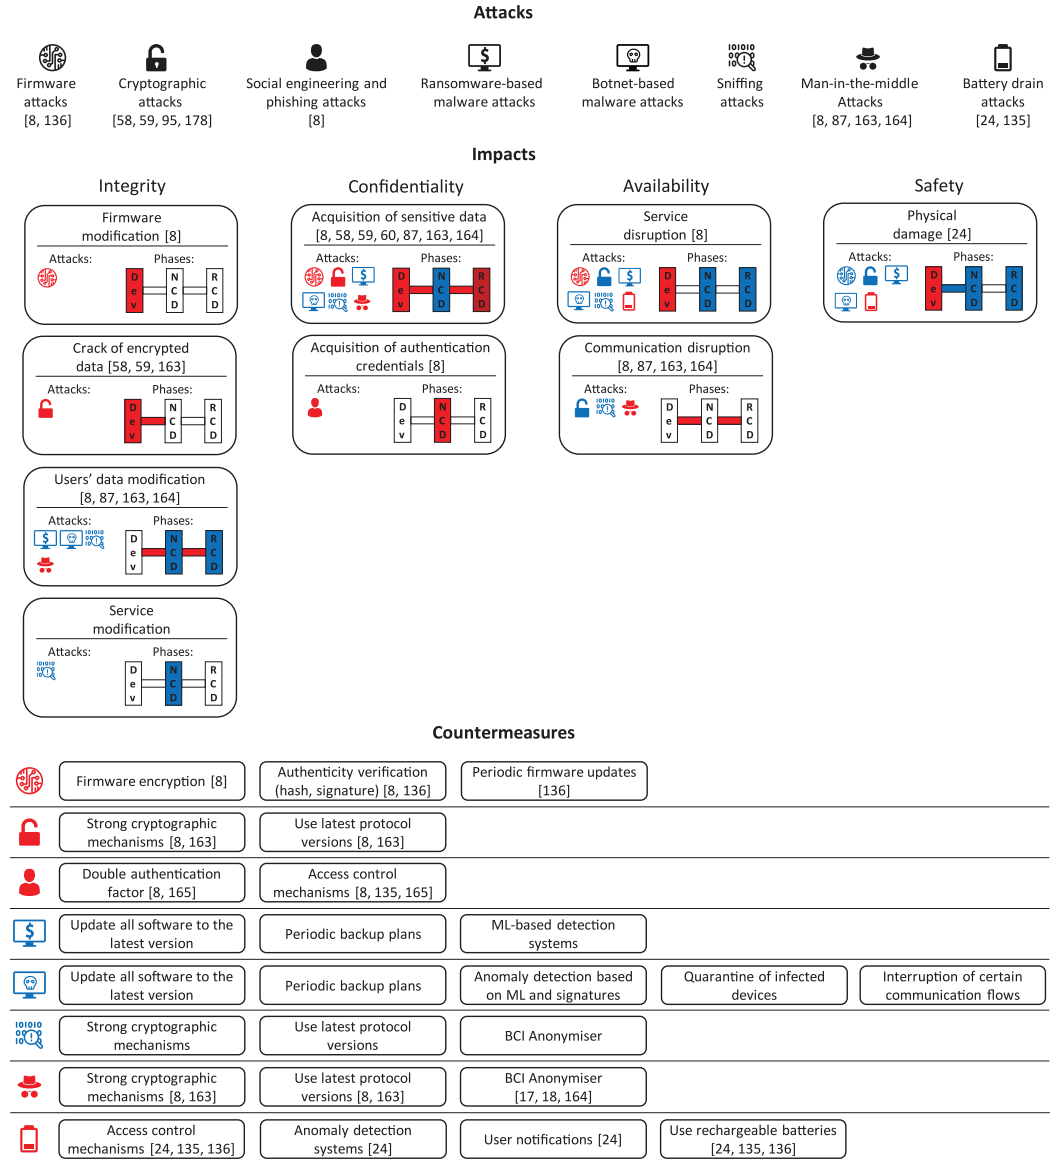 Attacks
Firmware
attacks
[8, 136]
Cryptographic
attacks
[58, 59, 95, 178]
Social engineering and
phishing attacks
[8]
Ransomware-based
malware attacks
Botnet-based
malware attacks
Sniffing
attacks
Man-in-the-middle
Attacks
[8, 87, 163, 164]
Battery drain
attacks
[24, 135]
Impacts
Integrity
Confidentiality
Availability
Safety
Firmware
modification [8]
Attacks:
Phases:
Dev
NCD
RCD
Acquisition of sensitive data
[8, 58, 59, 60, 87, 163, 164]
Attacks:
Phases:
Dev
NCD
RCD
Service
disruption [8]
Attacks:
Phases:
Dev
NCD
RCD
Physical
damage [24]
Attacks:
Phases:
Dev
NCD
RCD
Crack of encrypted
data [58, 59, 163]
Attacks:
Phases:
Dev
NCD
RCD
Acquisition of authentication
credentials [8]
Attacks:
Phases:
Dev
NCD
RCD
Communication disruption
[8, 87, 163, 164]
Attacks:
Phases:
Dev
NCD
RCD
Users’ data modification
[8, 87, 163, 164]
Attacks:
Phases:
Dev
NCD
RCD
Service
modification
Attacks:
Phases:
Dev
NCD
RCD
Countermeasures
Firmware encryption [8]
Authenticity verification
(hash, signature) [8, 136]
Periodic firmware updates
[136]
Strong cryptographic
mechanisms [8, 163]
Use latest protocol
versions [8, 163]
Double authentication
factor [8, 165]
Access control
mechanisms [8, 135, 165]
Update all software to the
latest version
Periodic backup plans
ML-based detection
systems
Update all software to the
latest version
Periodic backup plans
Anomaly detection based
on ML and signatures
Quarantine of infected
devices
Interruption of certain
communication flows
Strong cryptographic
mechanisms
Use latest protocol
versions
BCI Anonymiser
Strong cryptographic
mechanisms [8, 163]
Use latest protocol
versions [8, 163]
BCI Anonymiser
[17, 18, 164]
Access control
mechanisms [24, 135, 136]
Anomaly detection
systems [24]
User notifications [24]
Use rechargeable batteries
[24, 135, 136]